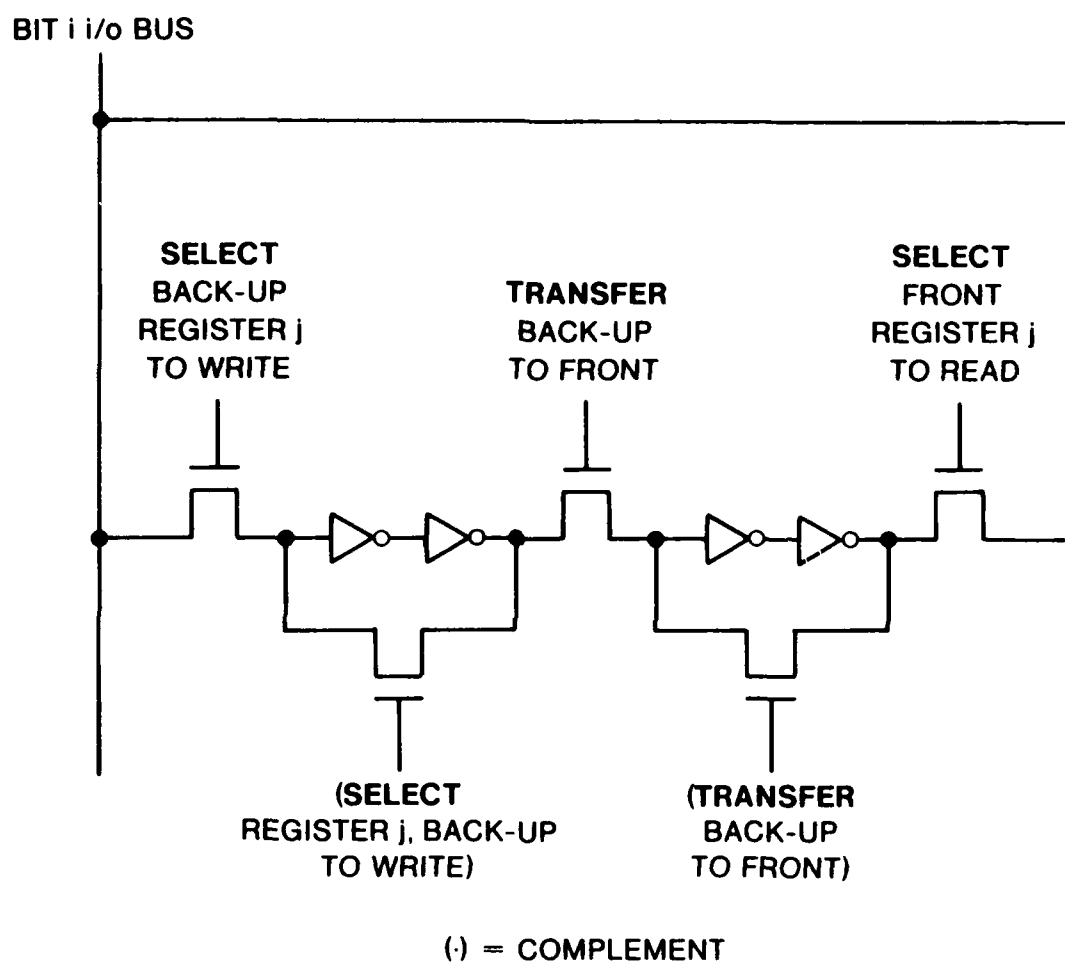 BIT i i/o BUS
SELECT
BACK-UP
REGISTER j
TO WRITE
TRANSFER
BACK-UP
TO FRONT
SELECT
FRONT
REGISTER j
TO READ
(SELECT
REGISTER j, BACK-UP
TO WRITE)
(TRANSFER
BACK-UP
TO FRONT)
(·) = COMPLEMENT